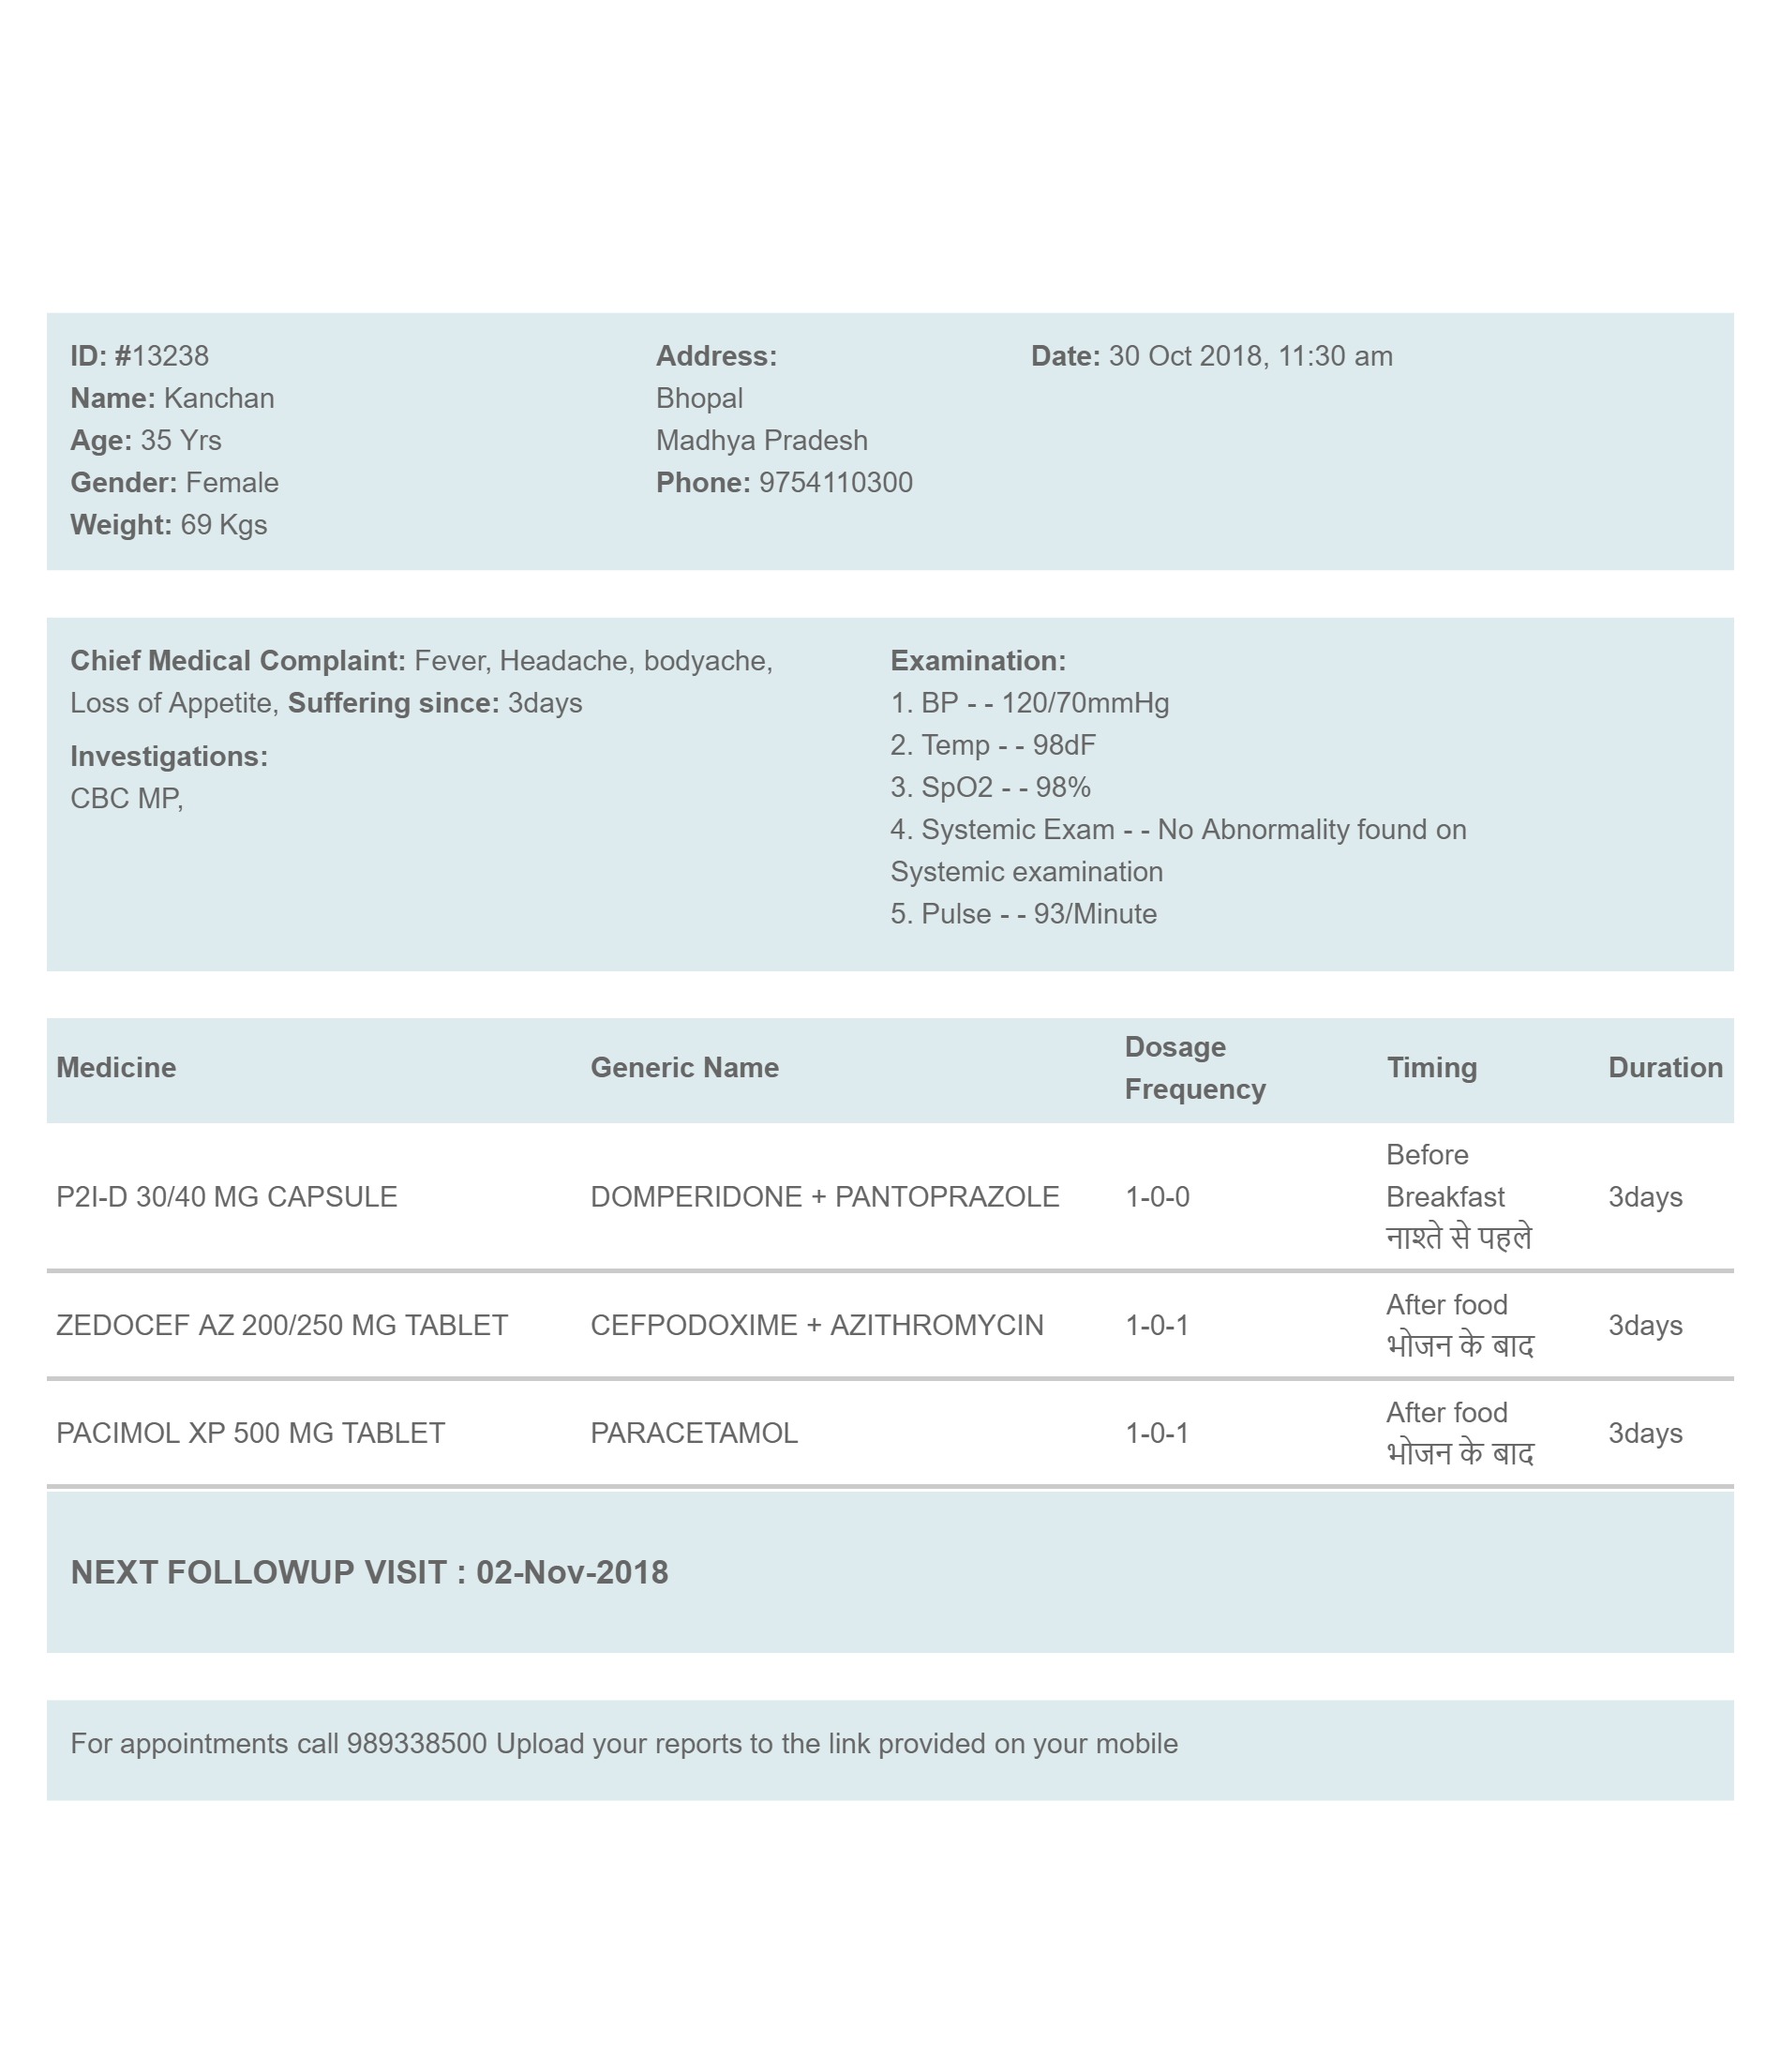 ID: #13238
Name: Kanchan
Age: 35 Yrs
Gender: Female
Weight: 69 Kgs
Address:
Bhopal
Madhya Pradesh
Phone: 9754110300
Date: 30 Oct 2018, 11:30 am
Chief Medical Complaint: Fever, Headache, bodyache,
Loss of Appetite, Suffering since: 3days
Investigations:
CBC MP,
Examination:
1. BP - - 120/70mmHg
2. Temp - - 98dF
3. SpO2 - - 98%
4. Systemic Exam - - No Abnormality found on
Systemic examination
5. Pulse - - 93/Minute
Medicine Generic Name Dosage Frequency Timing Duration
P2I-D 30/40 MG CAPSULE DOMPERIDONE + PANTOPRAZOLE 1-0-0 Before Breakfast नाश्ते से पहले 3days
ZEDOCEF AZ 200/250 MG TABLET CEFPODOXIME + AZITHROMYCIN 1-0-1 After food भोजन के बाद 3days
PACIMOL XP 500 MG TABLET PARACETAMOL 1-0-1 After food भोजन के बाद 3days
NEXT FOLLOWUP VISIT : 02-Nov-2018
For appointments call 989338500 Upload your reports to the link provided on your mobile